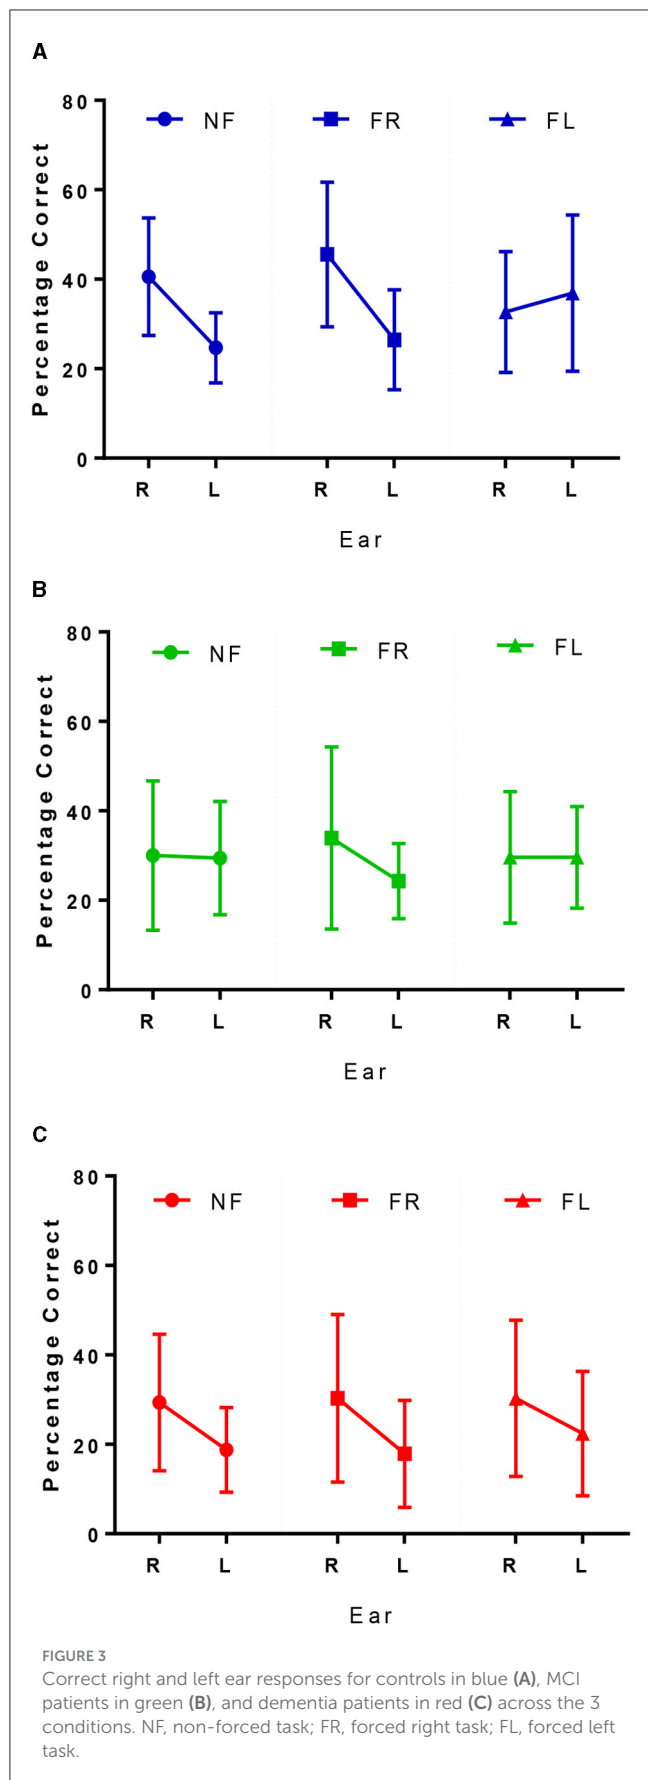 A
80
NF FR FL
60
40
20
0
Percentage Correct
R L R L R L
Ear
B
80
NF FR FL
60
40
20
0
Percentage Correct
R L R L R L
Ear
C
80
NF FR FL
60
40
20
0
Percentage Correct
R L R L R L
Ear
FIGURE 3
Correct right and left ear responses for controls in blue (A), MCI
patients in green (B), and dementia patients in red (C) across the 3
conditions. NF, non-forced task; FR, forced right task; FL, forced left
task.